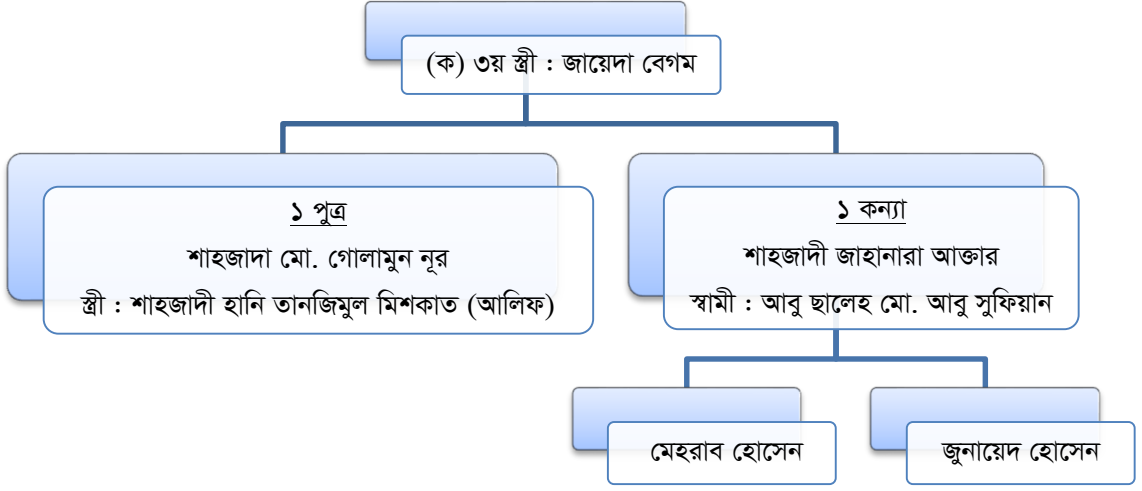 (ক) ৩য় স্ত্রী : জায়েদা বেগম
১ পুত্র
শাহজাদা মো. গোলামুন নূর
স্ত্রী : শাহজাদী হানি তানজিমুল মিশকাত (আলিফ)
১ কন্যা
শাহজাদী জাহানারা আক্তার
স্বামী : আবু ছালেহ মো. আবু সুফিয়ান
মেহরাব হোসেন
জুনায়েদ হোসেন